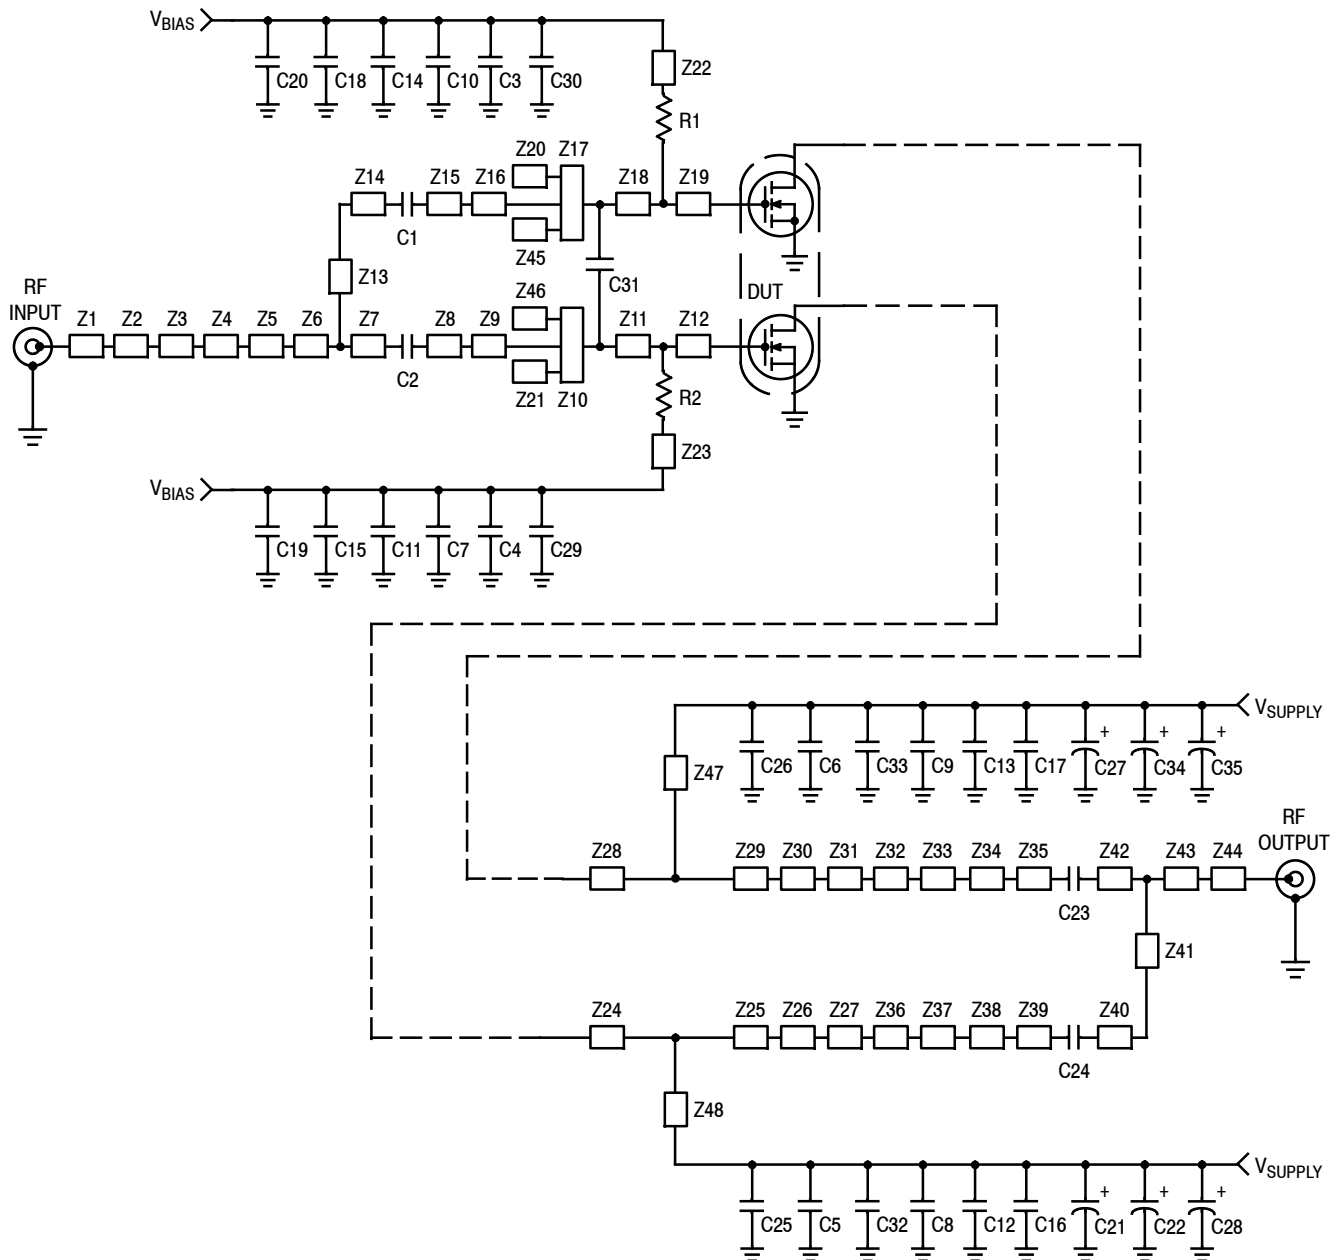 VBIAS
C20 C18 C14 C10 C3 C30
Z22
R1
Z20 Z17
Z14 Z15 Z16 Z18 Z19
C1
Z45
Z13
C31
RF
INPUT
Z46
DUT
Z1 Z2 Z3 Z4 Z5 Z6 Z7 Z8 Z9 Z11 Z12
C2
Z21 Z10
R2
Z23
VBIAS
C19 C15 C11 C7 C4 C29
VSUPPLY
+ + +
C26 C6 C33 C9 C13 C17 C27 C34 C35
Z47
RF
OUTPUT
Z28 Z29 Z30 Z31 Z32 Z33 Z34 Z35 Z42 Z43 Z44
C23
Z41
Z24 Z25 Z26 Z27 Z36 Z37 Z38 Z39 Z40
C24
Z48
VSUPPLY
+ + +
C25 C5 C32 C8 C12 C16 C21 C22 C28